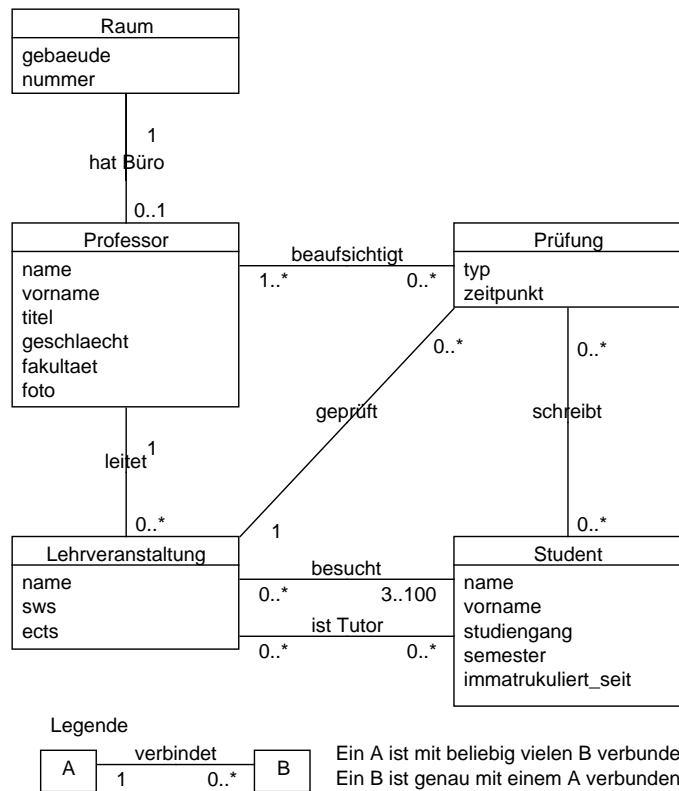 Raum
gebaeude
nummer
1
hat Büro
0..1
Professor
name
vorname
titel
geschlaecht
fakultaet
foto
beaufsichtigt
1..*
0..*
Prüfung
typ
zeitpunkt
0..*
0..*
geprüft
schreibt
1
leitet
0..*
1
0..*
Lehrveranstaltung
name
sws
ects
besucht
0..*
3..100
ist Tutor
0..*
0..*
Student
name
vorname
studiengang
semester
immatrukuliert_seit
Legende
A
verbindet
1
0..*
B
Ein A ist mit beliebig vielen B verbunde
Ein B ist genau mit einem A verbunden